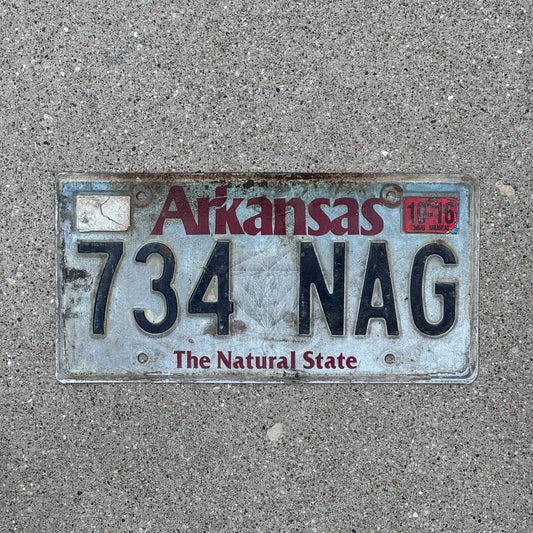 Arkansas
10-16
734 NAG
The Natural State